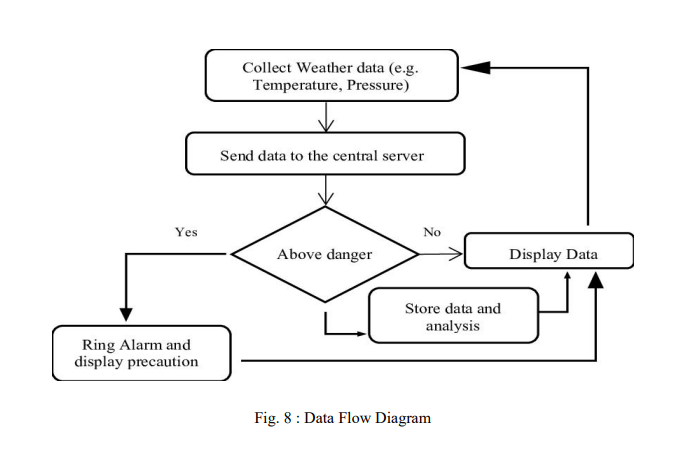 Collect Weather data (e.g.
Temperature, Pressure)
Send data to the central server
Yes
No
Above danger
Display Data
Store data and
analysis
Ring Alarm and
display precaution
Fig. 8 : Data Flow Diagram